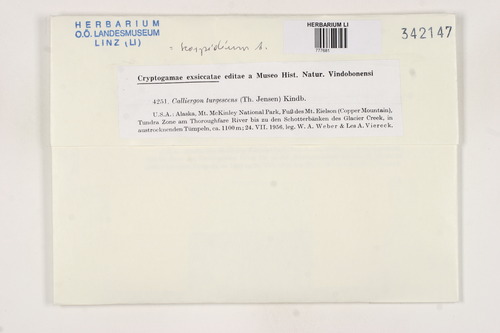 HERBARIUM
O.Ö. LANDESMUSEUM
LINZ (LI)
HERBARIUM LI
342147
Cryptogamae exsiccatae editae a Museo Hist. Natur. Vindobonensi
4251. Calliergon turgescens (Th. Jensen) Kindb.
U.S.A.: Alaska, Mt. McKinley National Park, Fuß des Mt. Eielson (Copper Mountain),
Tundra Zone am Thoroughfare River bis zu den Schotterbänken des Glacier Creek, in
austrocknenden Tümpeln, ca. 1100 m; 24. VII. 1956, leg. W. A. Weber & Les A. Viereck.